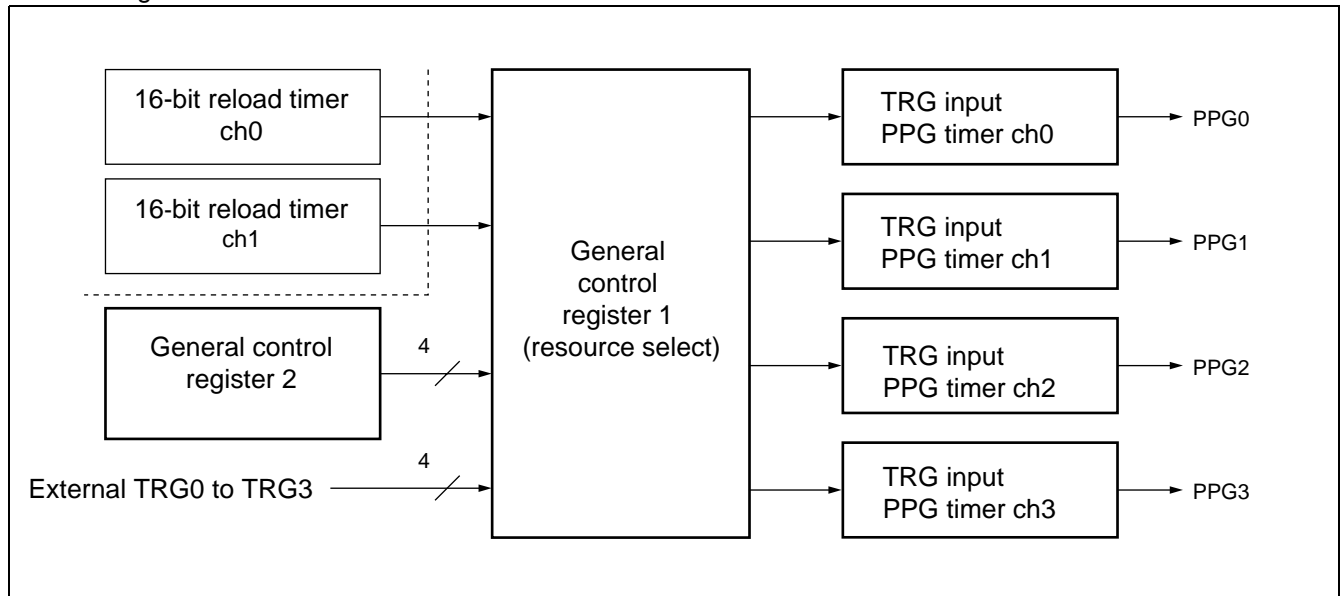 16-bit reload timer
ch0
16-bit reload timer
ch1
General control
register 2
4
External TRG0 to TRG3
4
General
control
register 1
(resource select)
TRG input
PPG timer ch0
PPG0
TRG input
PPG timer ch1
PPG1
TRG input
PPG timer ch2
PPG2
TRG input
PPG timer ch3
PPG3